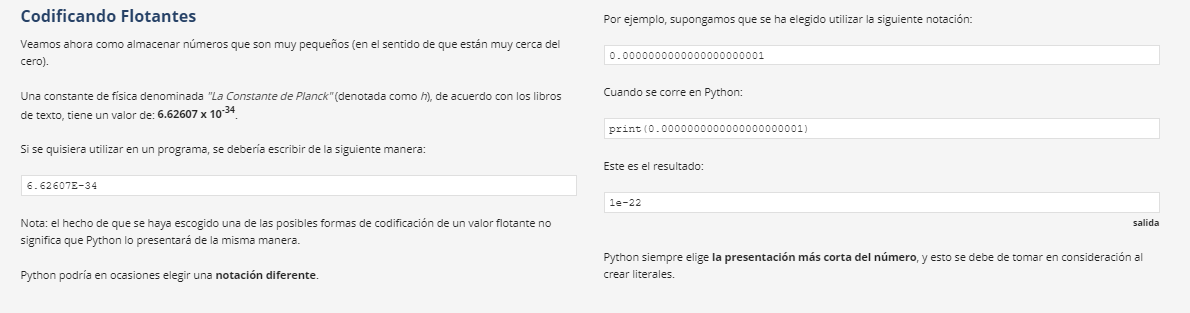 Codificando Flotantes
Veamos ahora como almacenar números que son muy pequeños (en el sentido de que están muy cerca del
cero).
Una constante de física denominada "La Constante de Planck" (denotada como h), de acuerdo con los libros
de texto, tiene un valor de: 6.62607 x 10-34.
Si se quisiera utilizar en un programa, se debería escribir de la siguiente manera:
6.62607E-34
Nota: el hecho de que se haya escogido una de las posibles formas de codificación de un valor flotante no
significa que Python lo presentará de la misma manera.
Python podría en ocasiones elegir una notación diferente.
Por ejemplo, supongamos que se ha elegido utilizar la siguiente notación:
0.0000000000000000000001
Cuando se corre en Python:
print(0.0000000000000000000001)
Este es el resultado:
1e-22
salida
Python siempre elige la presentación más corta del número, y esto se debe de tomar en consideración al
crear literales.